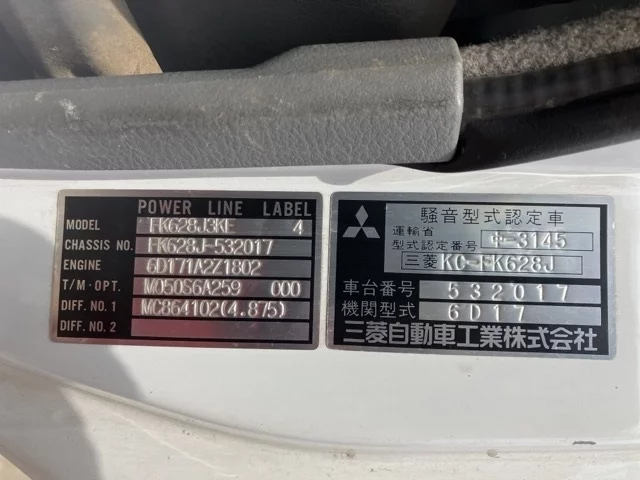 POWER LINE LABEL
MODEL FK628J3KF 4
CHASSIS NO. FK628J-532017
ENGINE 6D171A2Z1802
T/M・OPT. M050S6A259 000
DIFF. NO. 1 MC864102(4.875)
DIFF. NO. 2
騒音型式認定車
運輸省
型式認定番号 中-3145
三菱 KC-FK628J
車台番号 532017
機関型式 6D17
三菱自動車工業株式会社